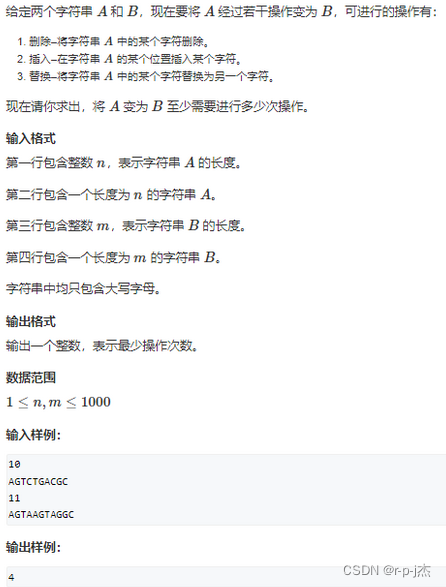 给定两个字符串 A 和 B，现在要将 A 经过若干操作变为 B，可进行的操作有：
1. 删除–将字符串 A 中的某个字符删除。
2. 插入–在字符串 A 的某个位置插入某个字符。
3. 替换–将字符串 A 中的某个字符替换为另一个字符。
现在请你求出，将 A 变为 B 至少需要进行多少次操作。
输入格式
第一行包含整数 n，表示字符串 A 的长度。
第二行包含一个长度为 n 的字符串 A。
第三行包含整数 m，表示字符串 B 的长度。
第四行包含一个长度为 m 的字符串 B。
字符串中均只包含大写字母。
输出格式
输出一个整数，表示最少操作次数。
数据范围
1 ≤ n, m ≤ 1000
输入样例：
10
AGTCTGACGC
11
AGTAAGTAGGC
输出样例：
4
CSDN @r-p-j杰